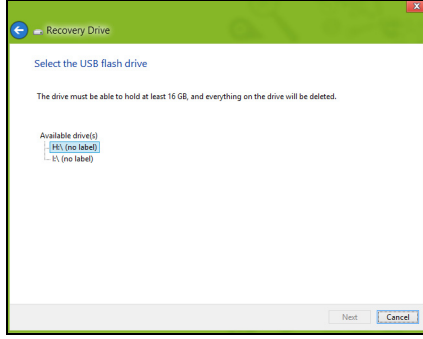 Recovery Drive
Select the USB flash drive
The drive must be able to hold at least 16 GB, and everything on the drive will be deleted.
Available drive(s)
H:\ (no label)
I:\ (no label)
Next
Cancel